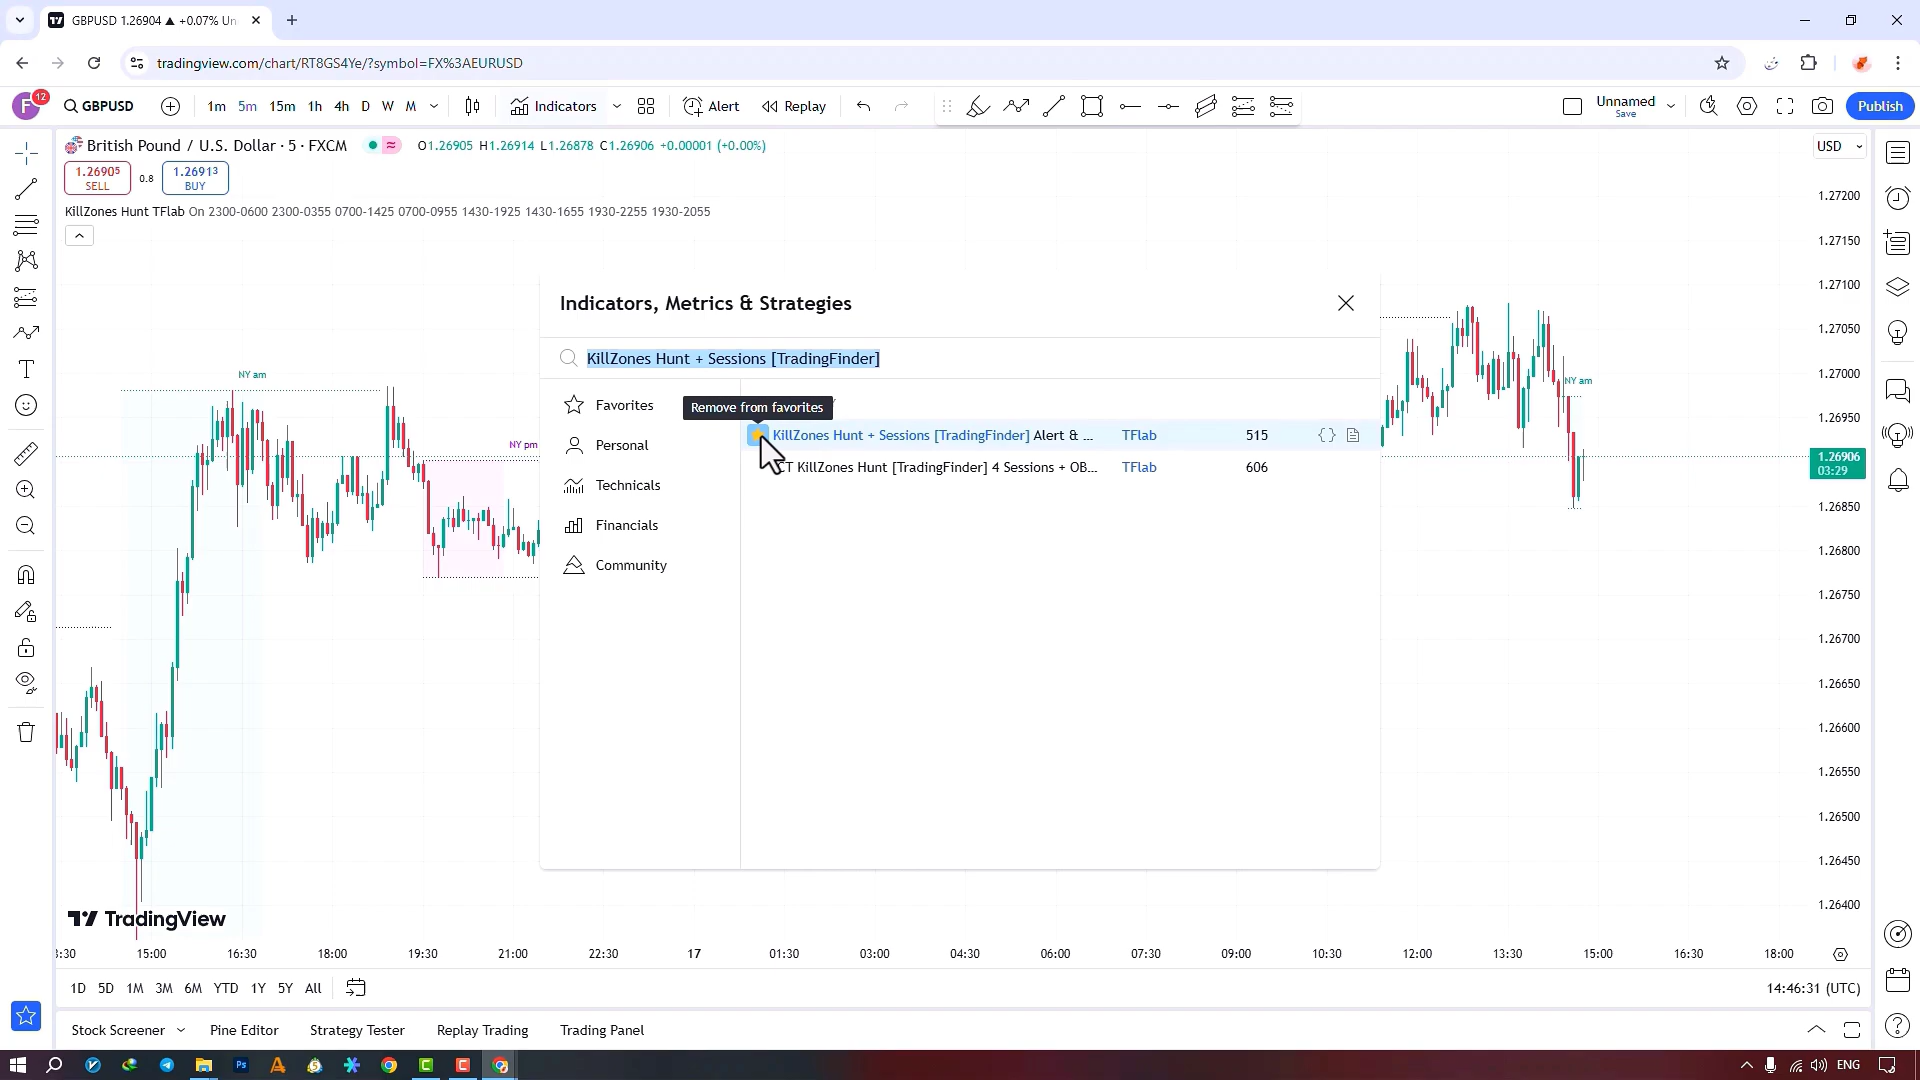 GBPUSD 1.26904 ▲ +0.07% Un
tradingview.com/chart/RT8GS4Ye/?symbol=FX%3AEURUSD
F 12 GBPUSD 1m 5m 15m 1h 4h D W M Indicators Alert Replay Unnamed Save Publish
British Pound / U.S. Dollar · 5 · FXCM O1.26905 H1.26914 L1.26878 C1.26906 +0.00001 (+0.00%) USD
1.26905 SELL 0.8 1.26913 BUY
KillZones Hunt TFlab On 2300-0600 2300-0355 0700-1425 0700-0955 1430-1925 1430-1655 1930-2255 1930-2055
1.27200
1.27150
1.27100
1.27050
1.27000
1.26950
1.26906
03:29
1.26850
1.26800
1.26750
1.26700
1.26650
1.26600
1.26550
1.26500
1.26450
1.26400
NY am
NY pm
NY am
Indicators, Metrics & Strategies
KillZones Hunt + Sessions [TradingFinder]
Favorites
Personal
Technicals
Financials
Community
Remove from favorites
KillZones Hunt + Sessions [TradingFinder] Alert & ... TFlab 515
KillZones Hunt [TradingFinder] 4 Sessions + OB... TFlab 606
TradingView
15:00 16:30 18:00 19:30 21:00 22:30 17 01:30 03:00 04:30 06:00 07:30 09:00 10:30 12:00 13:30 15:00 16:30 18:00
1D 5D 1M 3M 6M YTD 1Y 5Y All 14:46:31 (UTC)
Stock Screener Pine Editor Strategy Tester Replay Trading Trading Panel
ENG